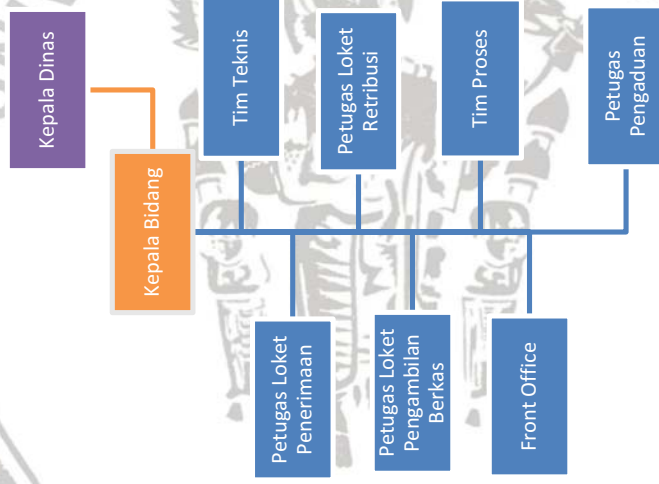 Kepala Dinas
Kepala Bidang
Tim Teknis
Petugas Loket
Penerimaan
Petugas Loket
Retribusi
Petugas Loket
Pengambilan
Berkas
Tim Proses
Front Office
Petugas
Pengaduan